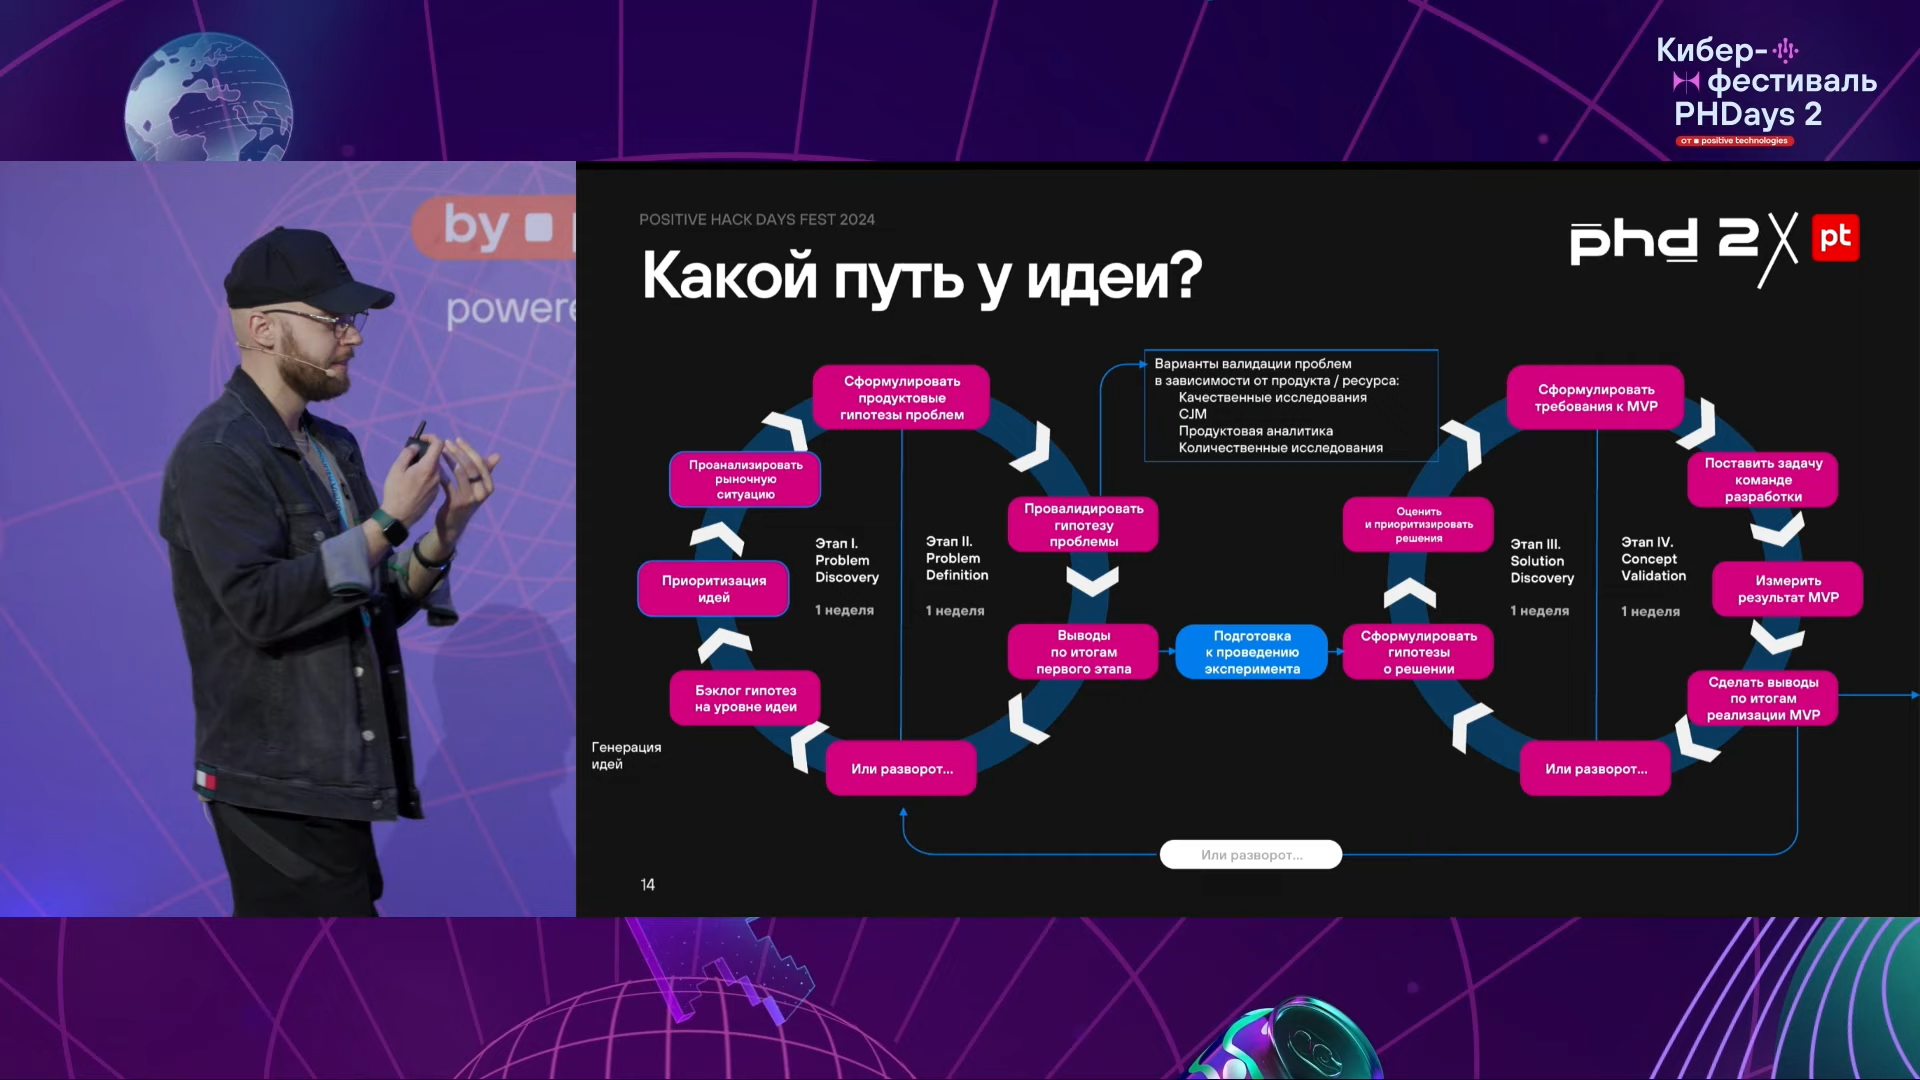 Кибер-
фестиваль
PHDays 2
от positive technologies
by
POSITIVE HACK DAYS FEST 2024
Какой путь у идеи?
phd 2
pt
Сформулировать
продуктовые
гипотезы проблем
Проанализировать
рыночную
ситуацию
Приоритизация
идей
Бэклог гипотез
на уровне идеи
Генерация
идей
Или разворот...
Этап I.
Problem
Discovery
1 неделя
Этап II.
Problem
Definition
1 неделя
Варианты валидации проблем
в зависимости от продукта / ресурса:
Качественные исследования
CJM
Продуктовая аналитика
Количественные исследования
Провалидировать
гипотезу
проблемы
Выводы
по итогам
первого этапа
Подготовка
к проведению
эксперимента
Сформулировать
гипотезы
о решении
Оценить
и приоритизировать
решения
Сформулировать
требования к MVP
Этап III.
Solution
Discovery
1 неделя
Этап IV.
Concept
Validation
1 неделя
Поставить задачу
команде
разработки
Измерить
результат MVP
Сделать выводы
по итогам
реализации MVP
Или разворот...
Или разворот...
14